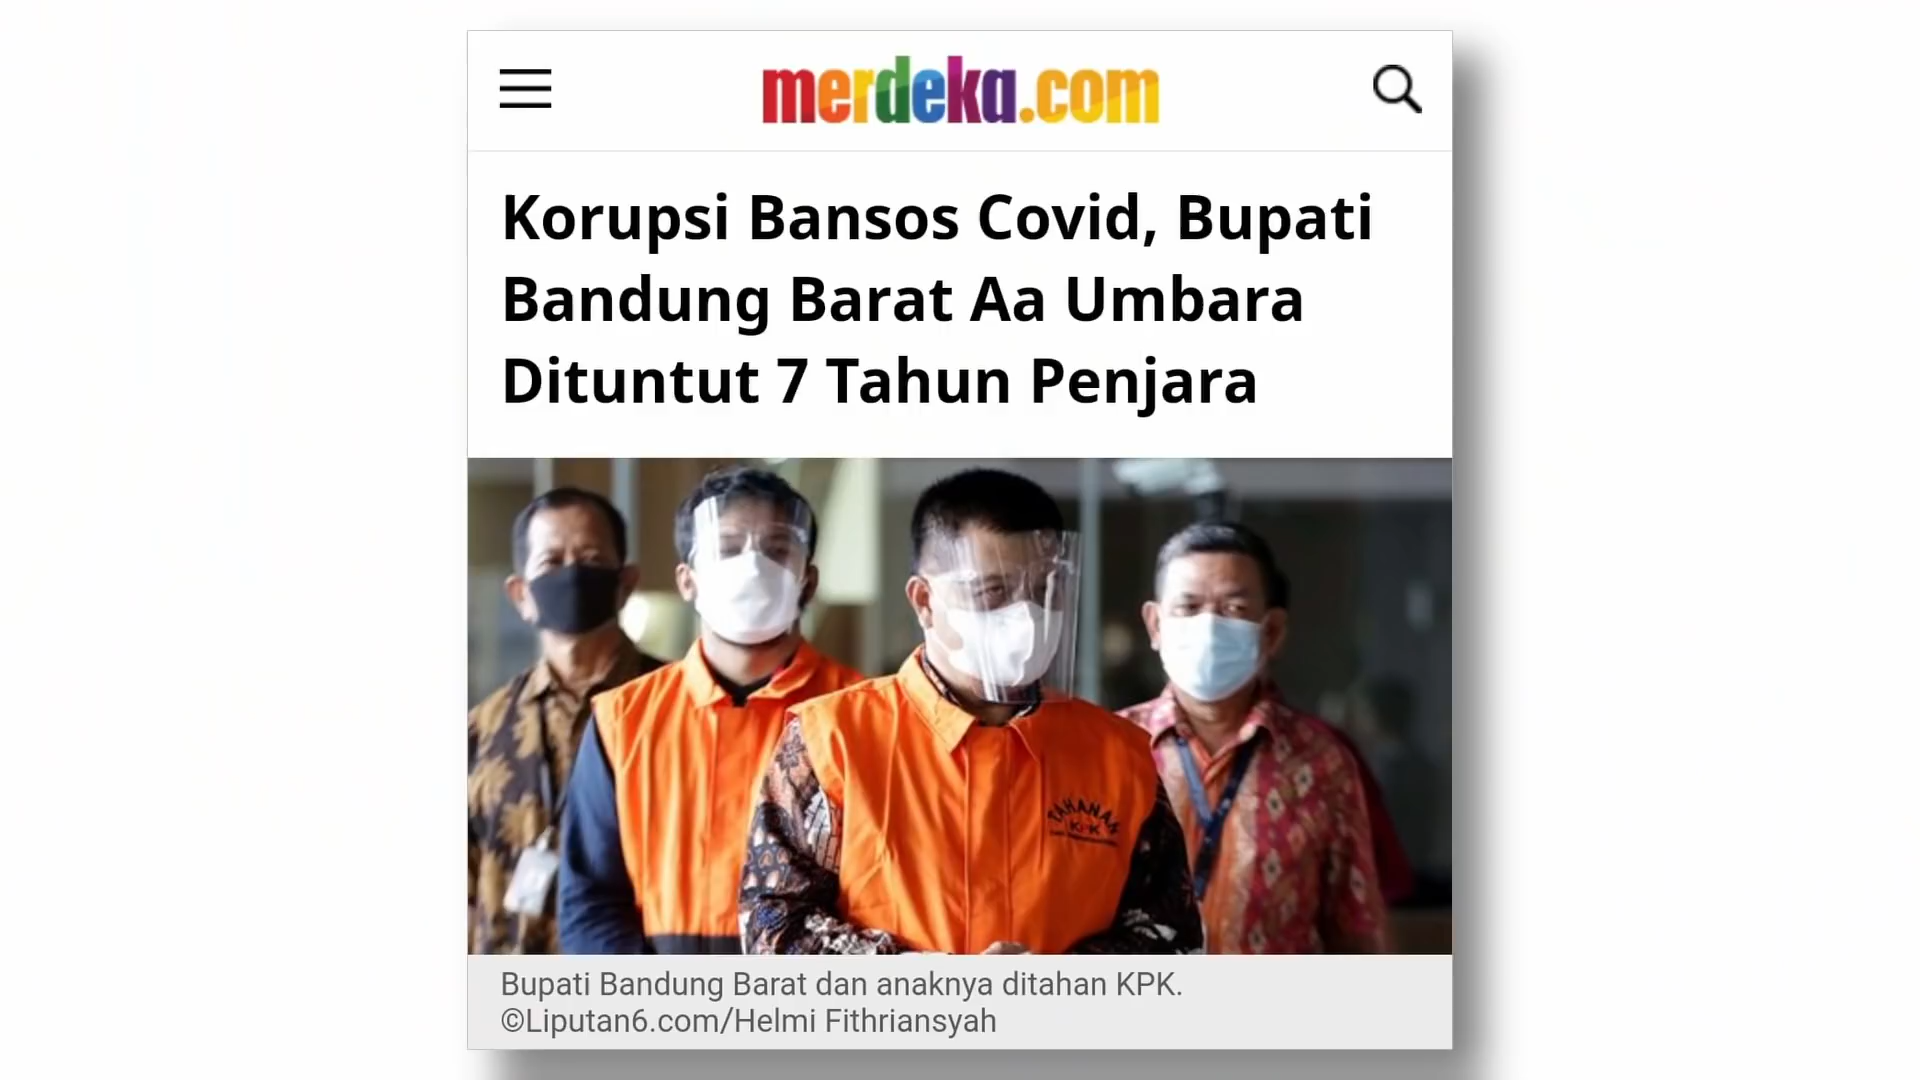 merdeka.com
Korupsi Bansos Covid, Bupati
Bandung Barat Aa Umbara
Dituntut 7 Tahun Penjara
TAHANAN
KPK
Bupati Bandung Barat dan anaknya ditahan KPK.
©Liputan6.com/Helmi Fithriansyah